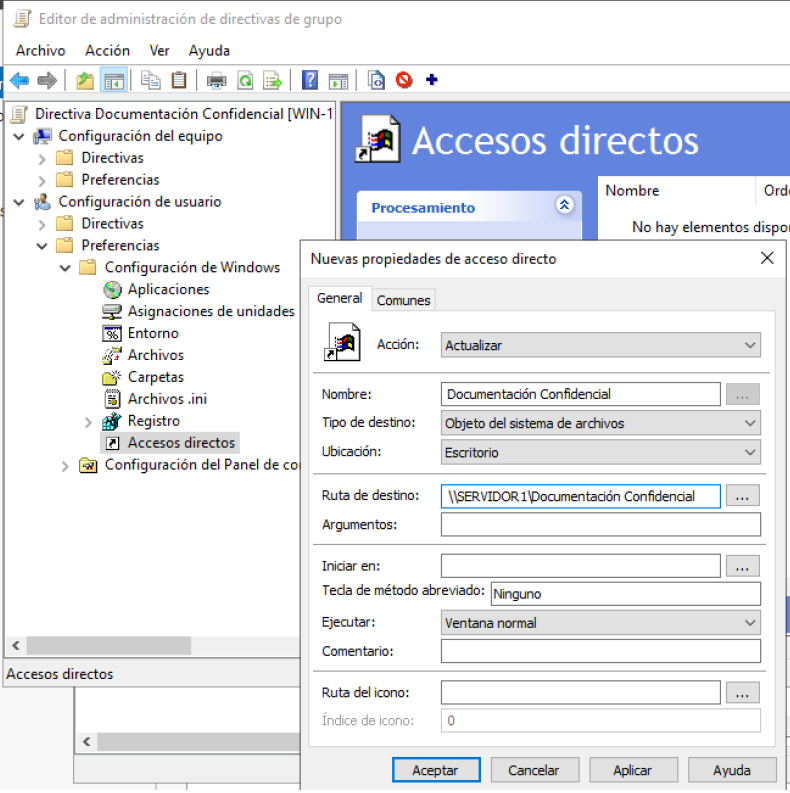 Editor de administración de directivas de grupo
Archivo Acción Ver Ayuda
Directiva Documentación Confidencial [WIN-1
Configuración del equipo
Directivas
Preferencias
Configuración de usuario
Directivas
Preferencias
Configuración de Windows
Aplicaciones
Asignaciones de unidades
Entorno
Archivos
Carpetas
Archivos .ini
Registro
Accesos directos
Configuración del Panel de co
Accesos directos
Accesos directos
Procesamiento
Nombre Orde
No hay elementos dispo
Nuevas propiedades de acceso directo
General Comunes
Acción: Actualizar
Nombre: Documentación Confidencial ...
Tipo de destino: Objeto del sistema de archivos
Ubicación: Escritorio
Ruta de destino: \\SERVIDOR1\Documentación Confidencial ...
Argumentos:
Iniciar en: ...
Tecla de método abreviado: Ninguno
Ejecutar: Ventana normal
Comentario:
Ruta del icono: ...
Índice de icono: 0
Aceptar Cancelar Aplicar Ayuda